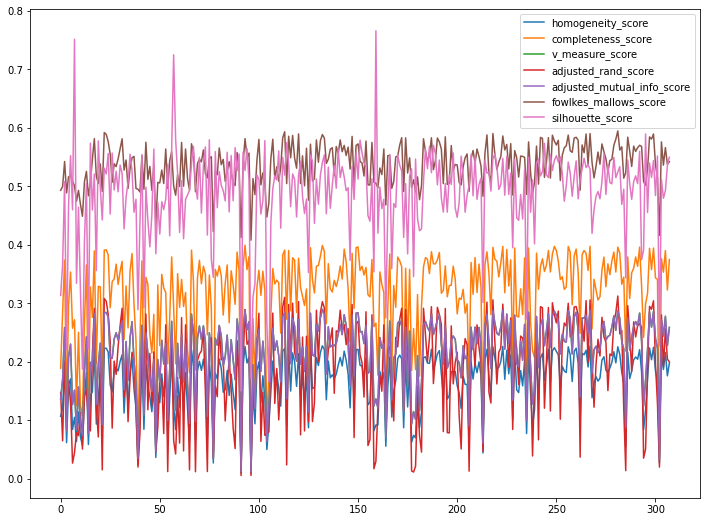 0.8
0.7
0.6
0.5
0.4
0.3
0.2
0.1
0.0
0 50 100 150 200 250 300
homogeneity_score
completeness_score
v_measure_score
adjusted_rand_score
adjusted_mutual_info_score
fowlkes_mallows_score
silhouette_score